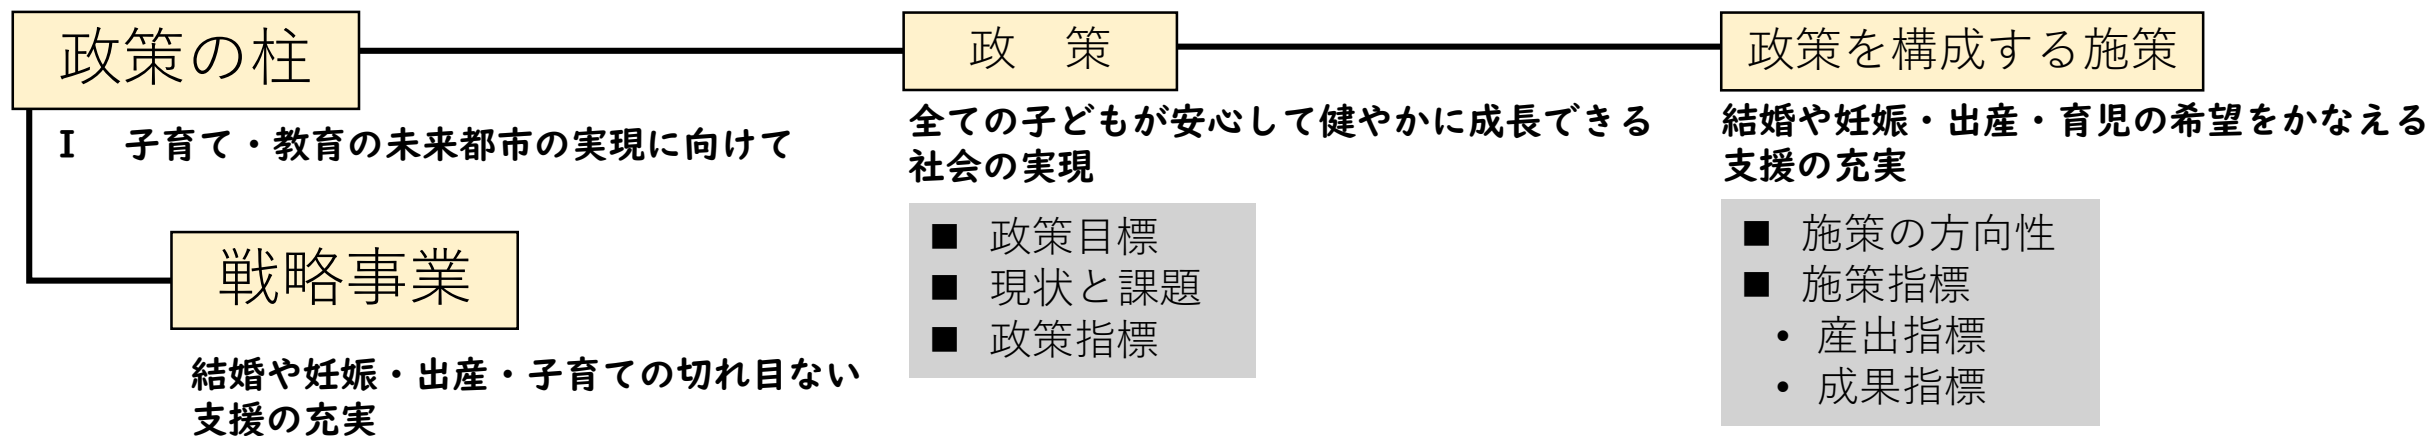 政策の柱
Ⅰ　子育て・教育の未来都市の実現に向けて
戦略事業
結婚や妊娠・出産・子育ての切れ目ない
支援の充実
政　策
全ての子どもが安心して健やかに成長できる
社会の実現
■ 政策目標
■ 現状と課題
■ 政策指標
政策を構成する施策
結婚や妊娠・出産・育児の希望をかなえる
支援の充実
■ 施策の方向性
■ 施策指標
• 産出指標
• 成果指標